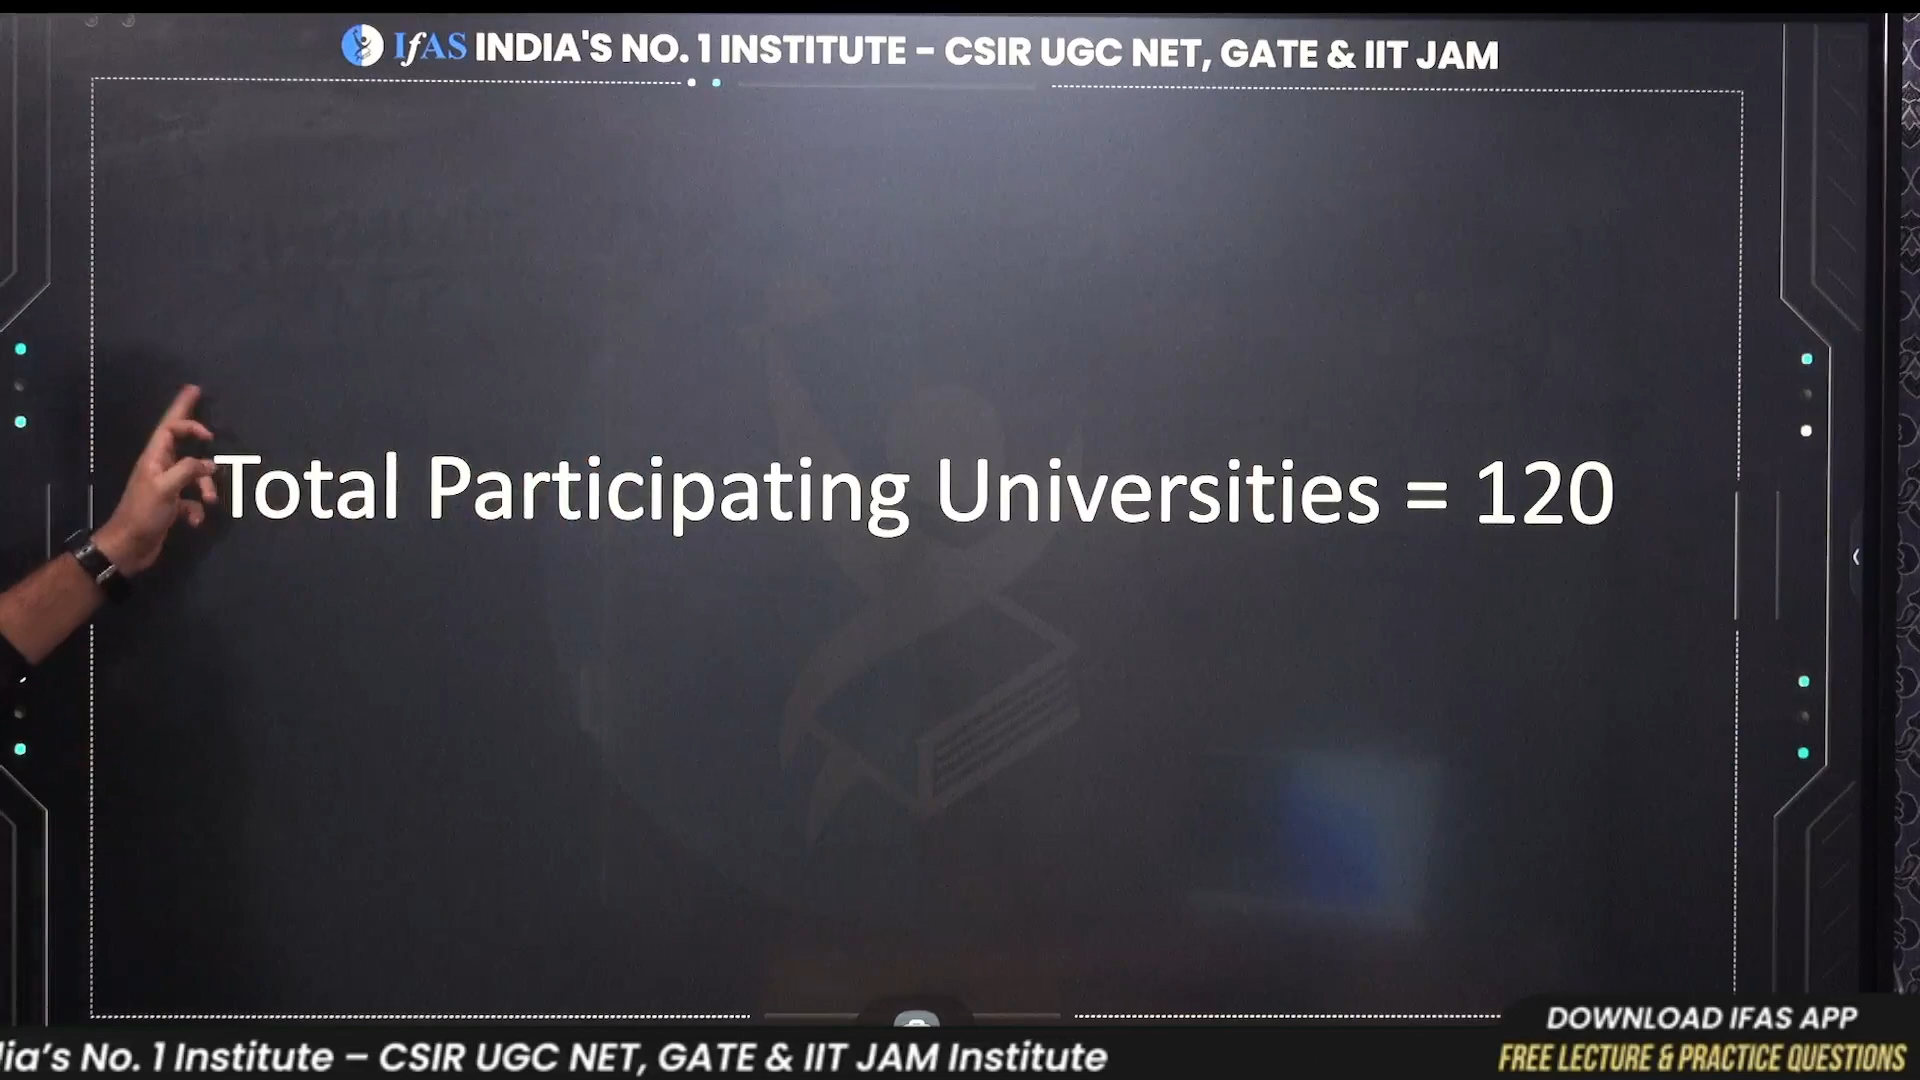 IfAS INDIA'S NO. 1 INSTITUTE - CSIR UGC NET, GATE & IIT JAM
Total Participating Universities = 120
DOWNLOAD IFAS APP
dia's No. 1 Institute – CSIR UGC NET, GATE & IIT JAM Institute
FREE LECTURE & PRACTICE QUESTIONS